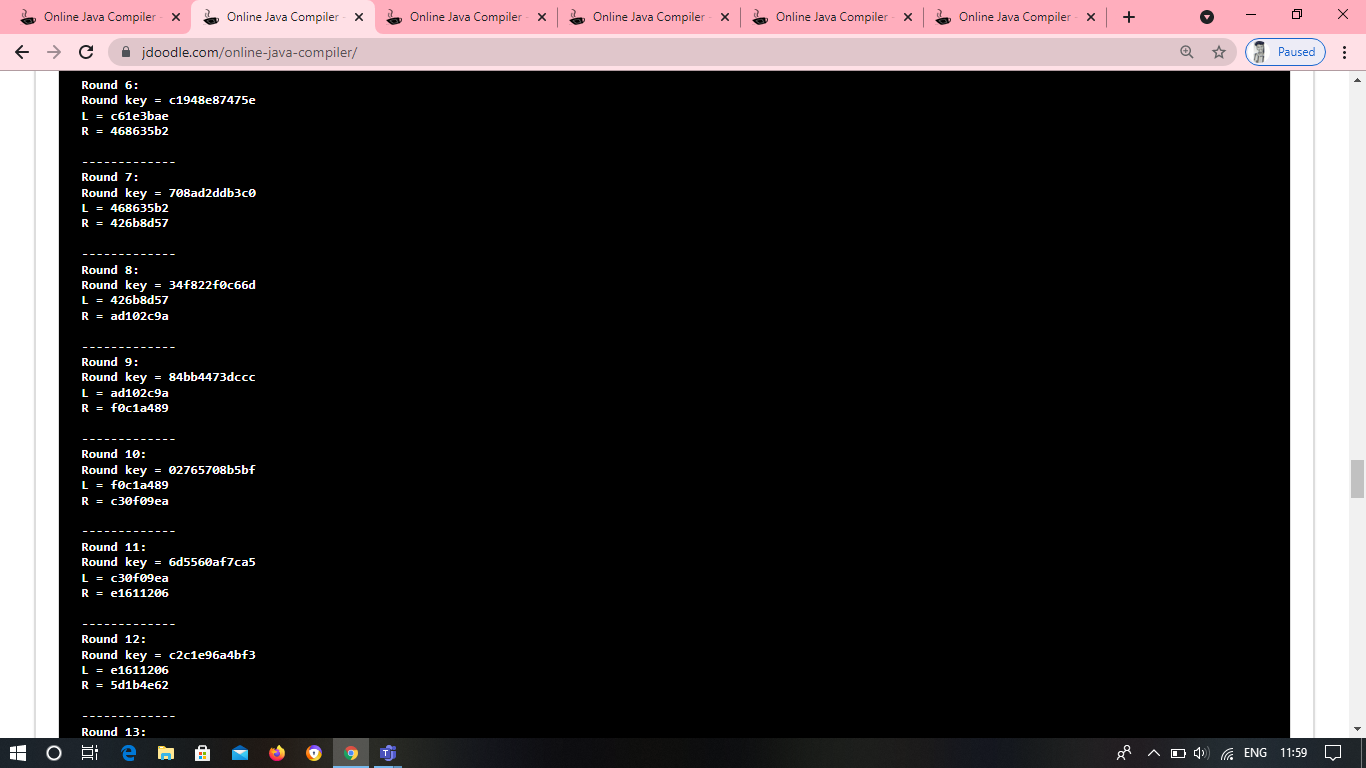 Online Java Compiler
Online Java Compiler
Online Java Compiler
Online Java Compiler
Online Java Compiler
Online Java Compiler
jdoodle.com/online-java-compiler/
Paused
Round 6:
Round key = c1948e87475e
L = c61e3bae
R = 468635b2
-------------
Round 7:
Round key = 708ad2ddb3c0
L = 468635b2
R = 426b8d57
-------------
Round 8:
Round key = 34f822f0c66d
L = 426b8d57
R = ad102c9a
-------------
Round 9:
Round key = 84bb4473dccc
L = ad102c9a
R = f0c1a489
-------------
Round 10:
Round key = 02765708b5bf
L = f0c1a489
R = c30f09ea
-------------
Round 11:
Round key = 6d5560af7ca5
L = c30f09ea
R = e1611206
-------------
Round 12:
Round key = c2c1e96a4bf3
L = e1611206
R = 5d1b4e62
-------------
Round 13:
ENG 11:59